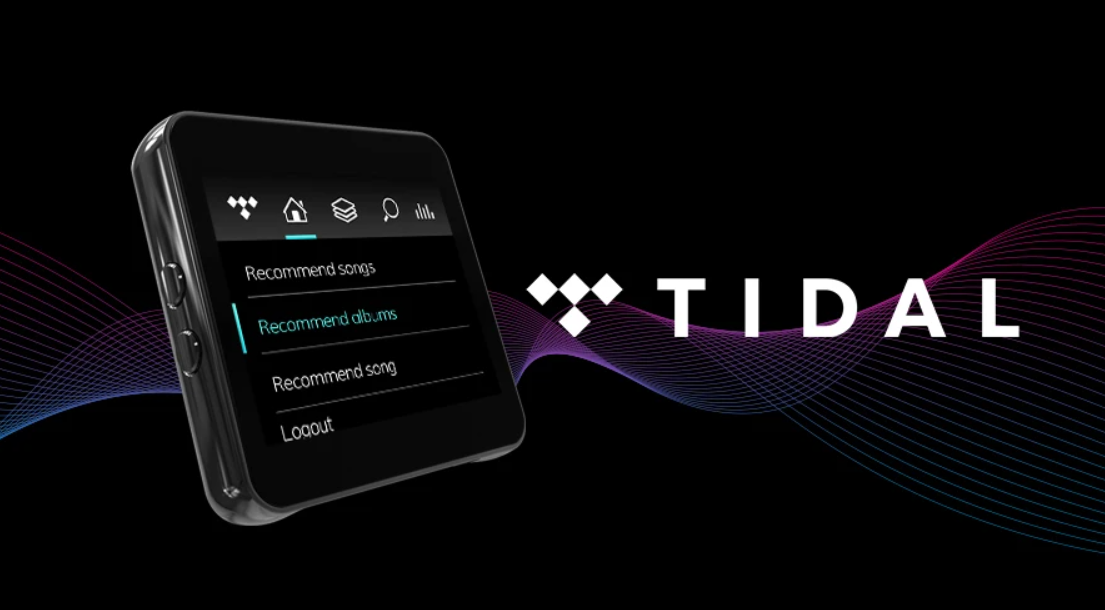 Recommend songs
Recommend albums
Recommend song
Logout
TIDAL